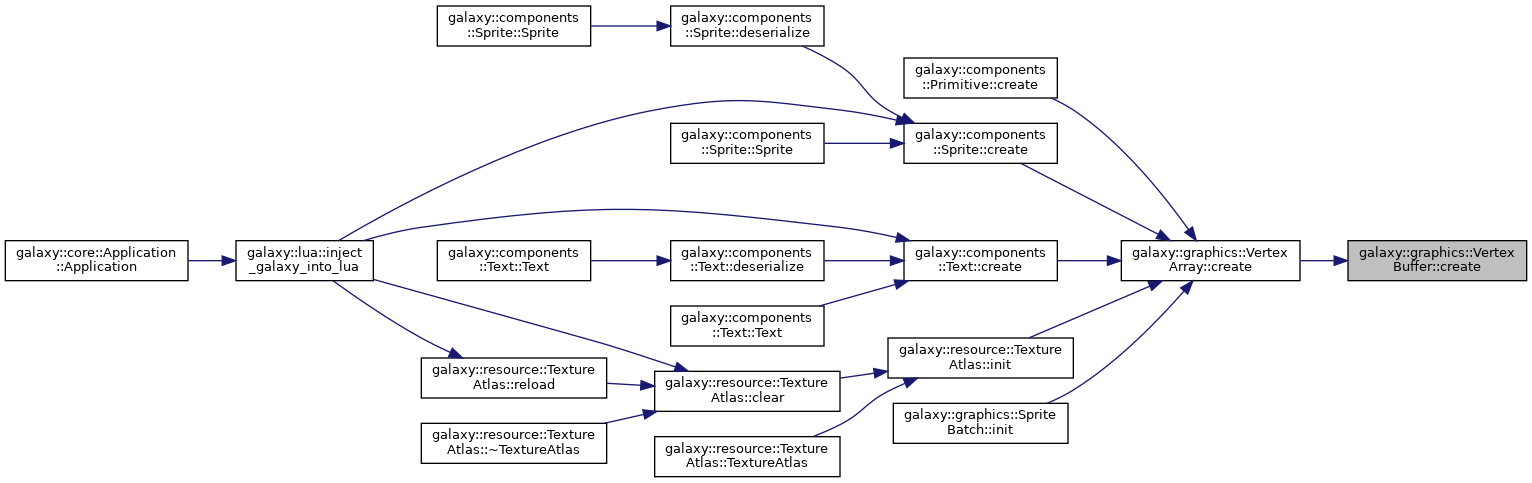 galaxy::components
::Sprite::Sprite
galaxy::components
::Sprite::deserialize
galaxy::components
::Primitive::create
galaxy::components
::Sprite::Sprite
galaxy::components
::Sprite::create
galaxy::core::Application
::Application
galaxy::lua::inject
_galaxy_into_lua
galaxy::components
::Text::Text
galaxy::components
::Text::deserialize
galaxy::components
::Text::create
galaxy::graphics::Vertex
Array::create
galaxy::graphics::Vertex
Buffer::create
galaxy::components
::Text::Text
galaxy::resource::Texture
Atlas::init
galaxy::resource::Texture
Atlas::reload
galaxy::resource::Texture
Atlas::clear
galaxy::graphics::Sprite
Batch::init
galaxy::resource::Texture
Atlas::~TextureAtlas
galaxy::resource::Texture
Atlas::TextureAtlas